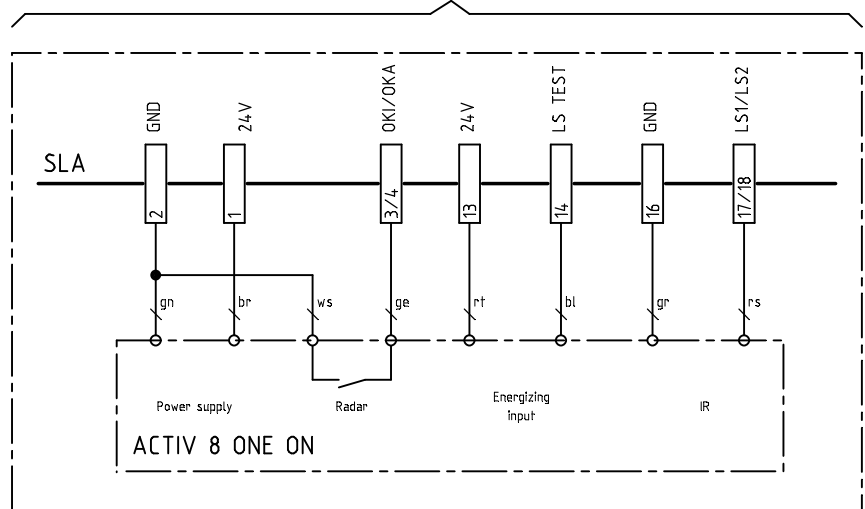 GND
24V
OKI/OKA
24V
LS TEST
GND
LS1/LS2
SLA
2
1
3/4
13
14
16
17/18
gn
br
ws
ge
rt
bl
gr
rs
Power supply
Radar
Energizing
input
IR
ACTIV 8 ONE ON